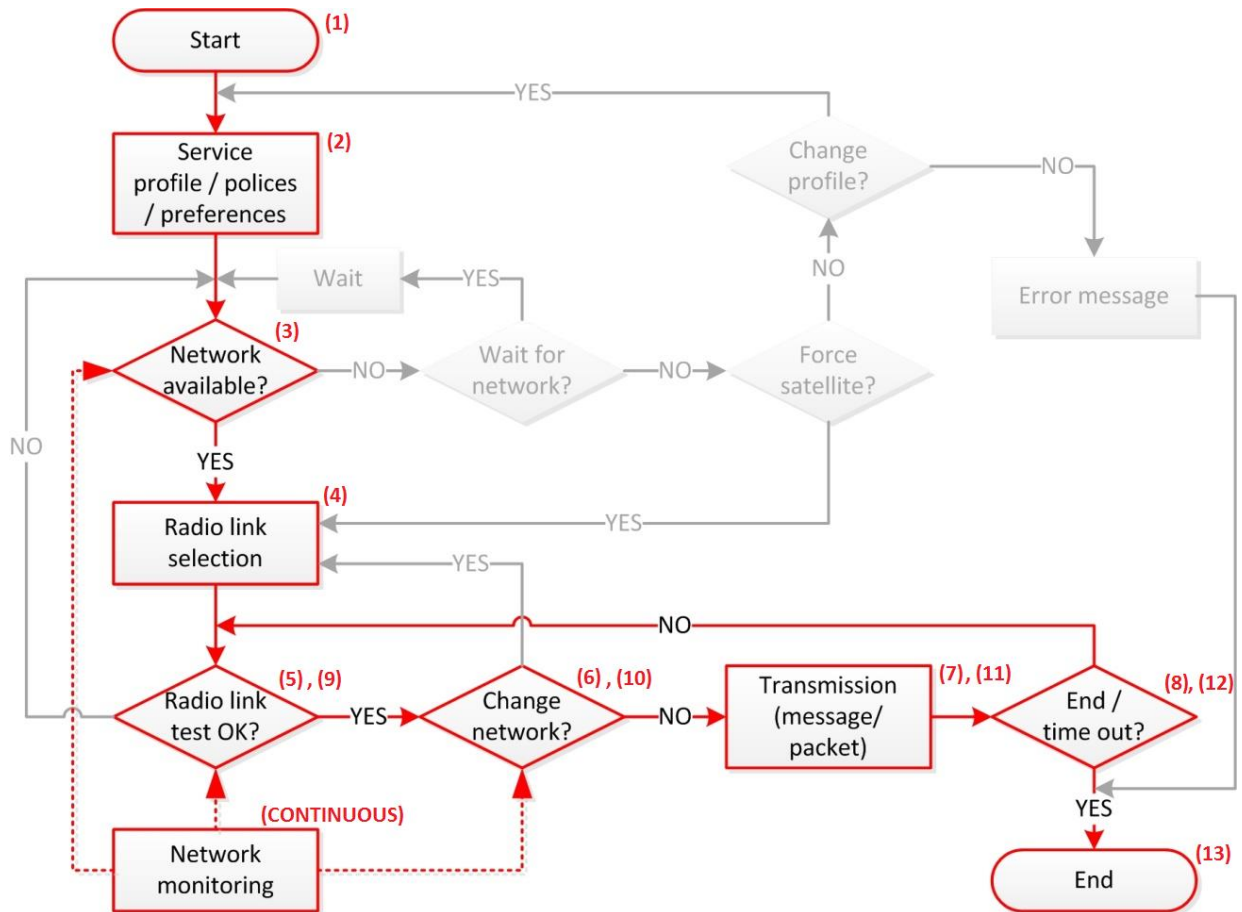 (1)
Start
YES
(2)
Service
profile / polices
/ preferences
Change
profile?
NO
Wait
YES
NO
Error message
(3)
Network
available?
NO
Wait for
network?
NO
Force
satellite?
NO
YES
(4)
Radio link
selection
YES
YES
NO
(5) , (9)
Radio link
test OK?
YES
(6) , (10)
Change
network?
NO
(7) , (11)
Transmission
(message/
packet)
(8), (12)
End /
time out?
YES
(CONTINUOUS)
Network
monitoring
(13)
End